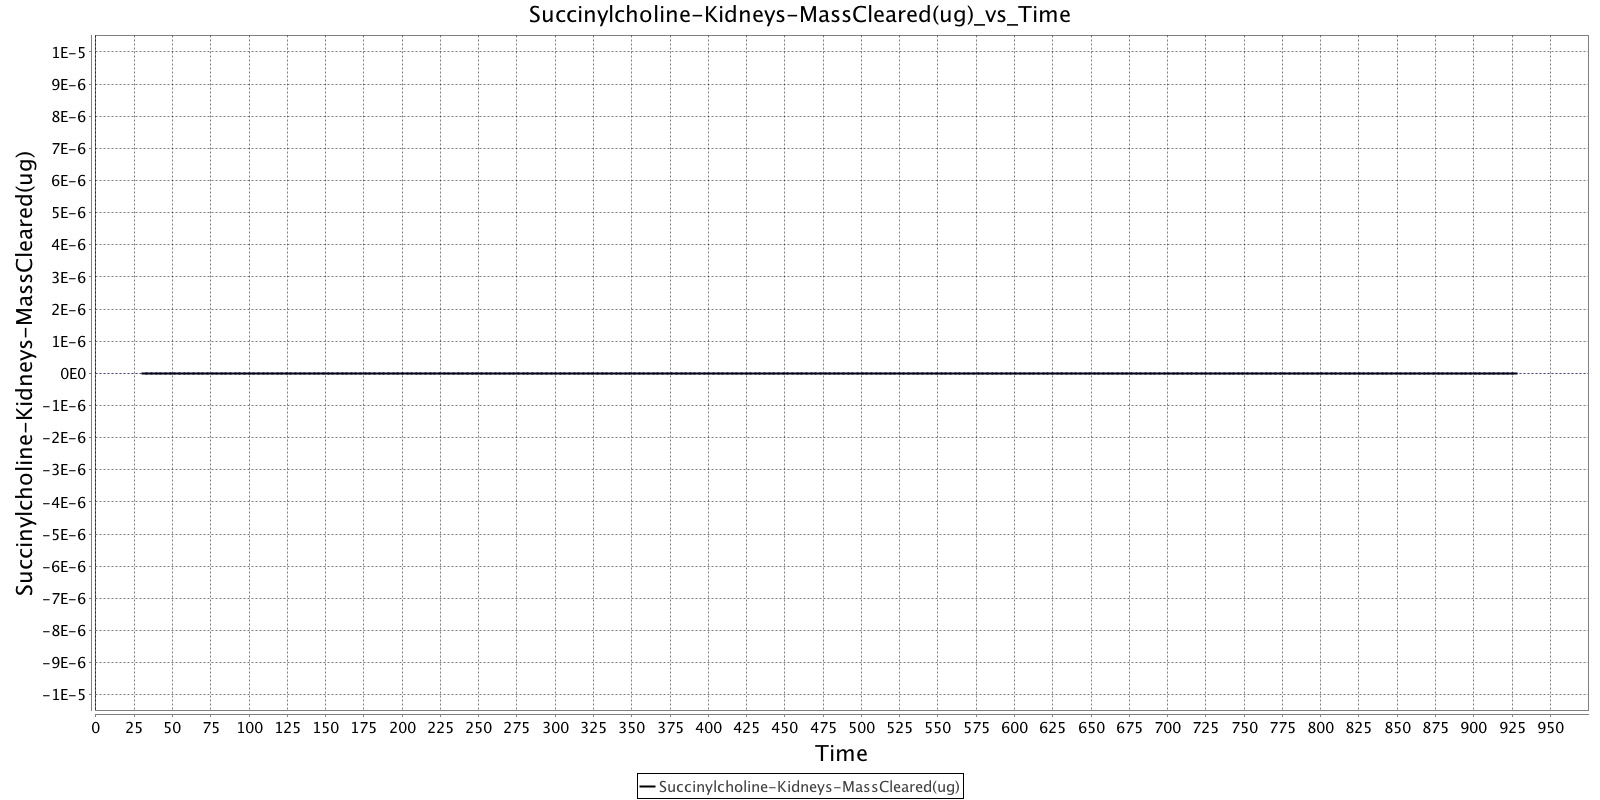 Succinylcholine-Kidneys-MassCleared(ug)_vs_Time
Succinylcholine-Kidneys-MassCleared(ug)
1E-5
9E-6
8E-6
7E-6
6E-6
5E-6
4E-6
3E-6
2E-6
1E-6
0E0
-1E-6
-2E-6
-3E-6
-4E-6
-5E-6
-6E-6
-7E-6
-8E-6
-9E-6
-1E-5
0 25 50 75 100 125 150 175 200 225 250 275 300 325 350 375 400 425 450 475 500 525 550 575 600 625 650 675 700 725 750 775 800 825 850 875 900 925 950
Time
Succinylcholine-Kidneys-MassCleared(ug)